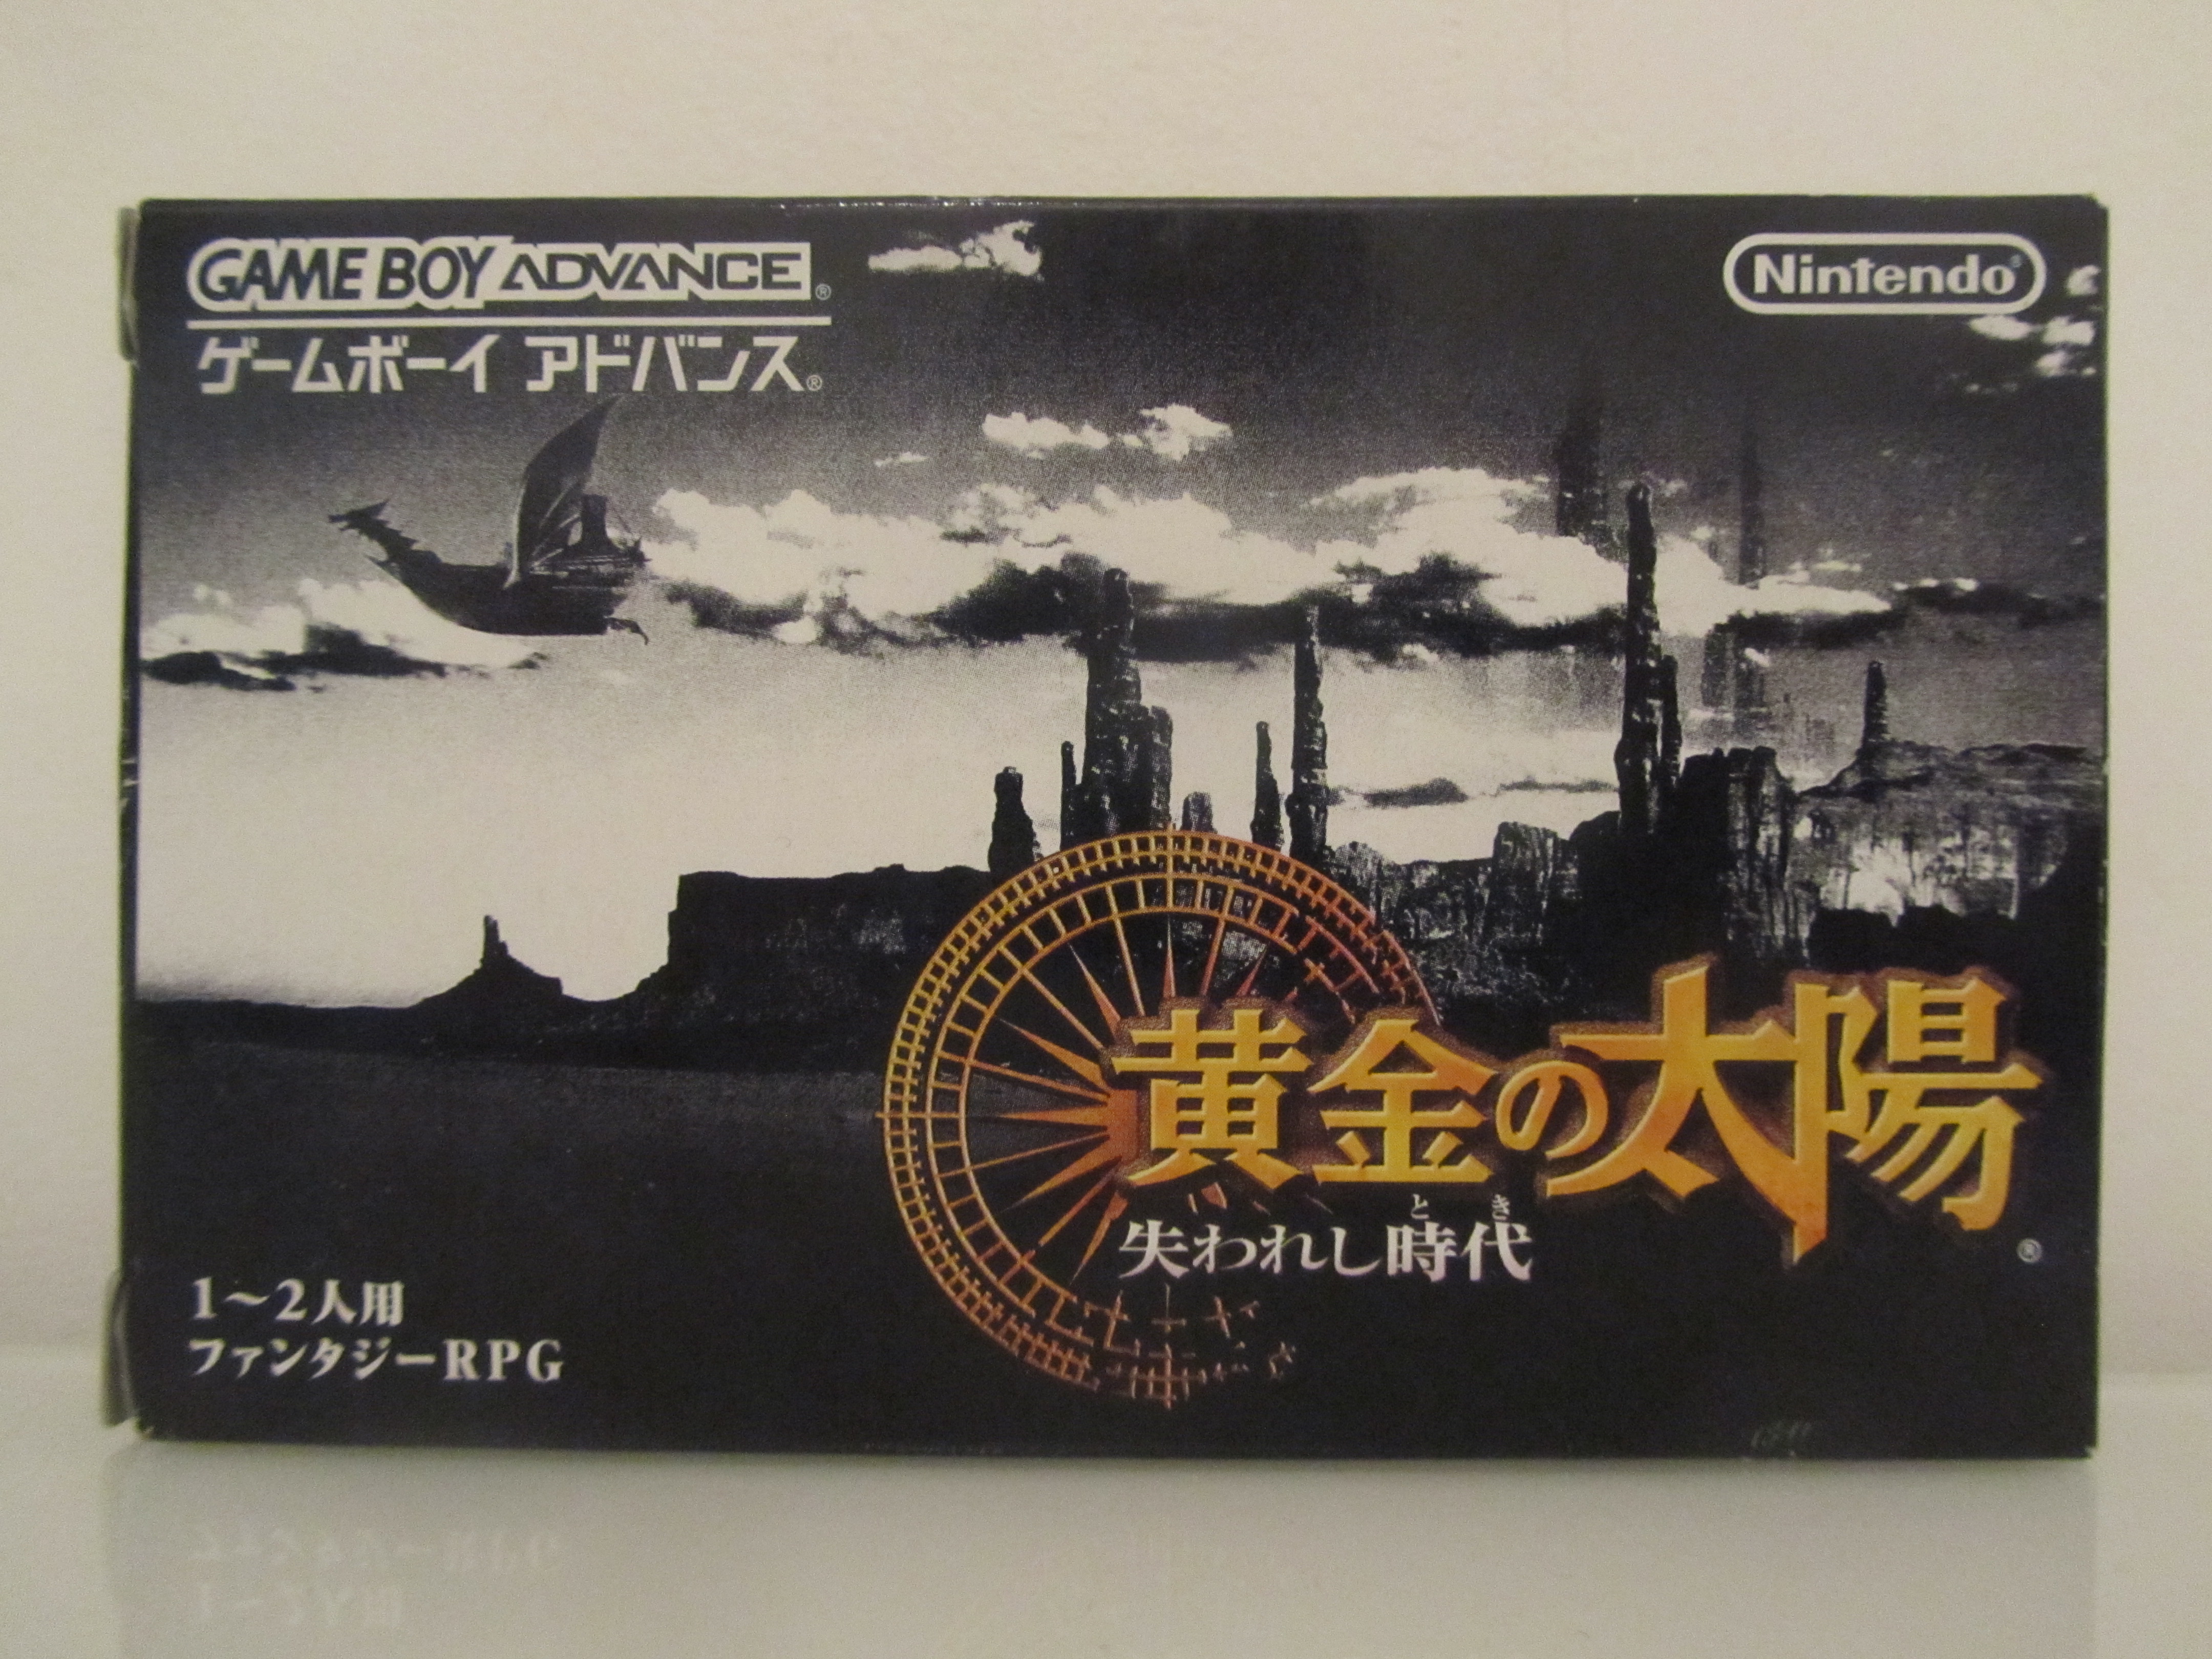 GAME BOY ADVANCE®
ゲームボーイ アドバンス®
Nintendo®
黄金の太陽®
とき
失われし時代
1～2人用
ファンタジーRPG